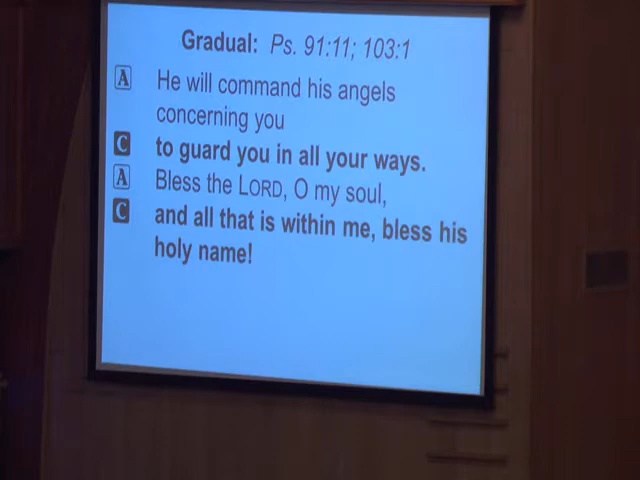 Gradual: Ps. 91:11; 103:1
A He will command his angels
concerning you
C to guard you in all your ways.
A Bless the LORD, O my soul,
C and all that is within me, bless his
holy name!